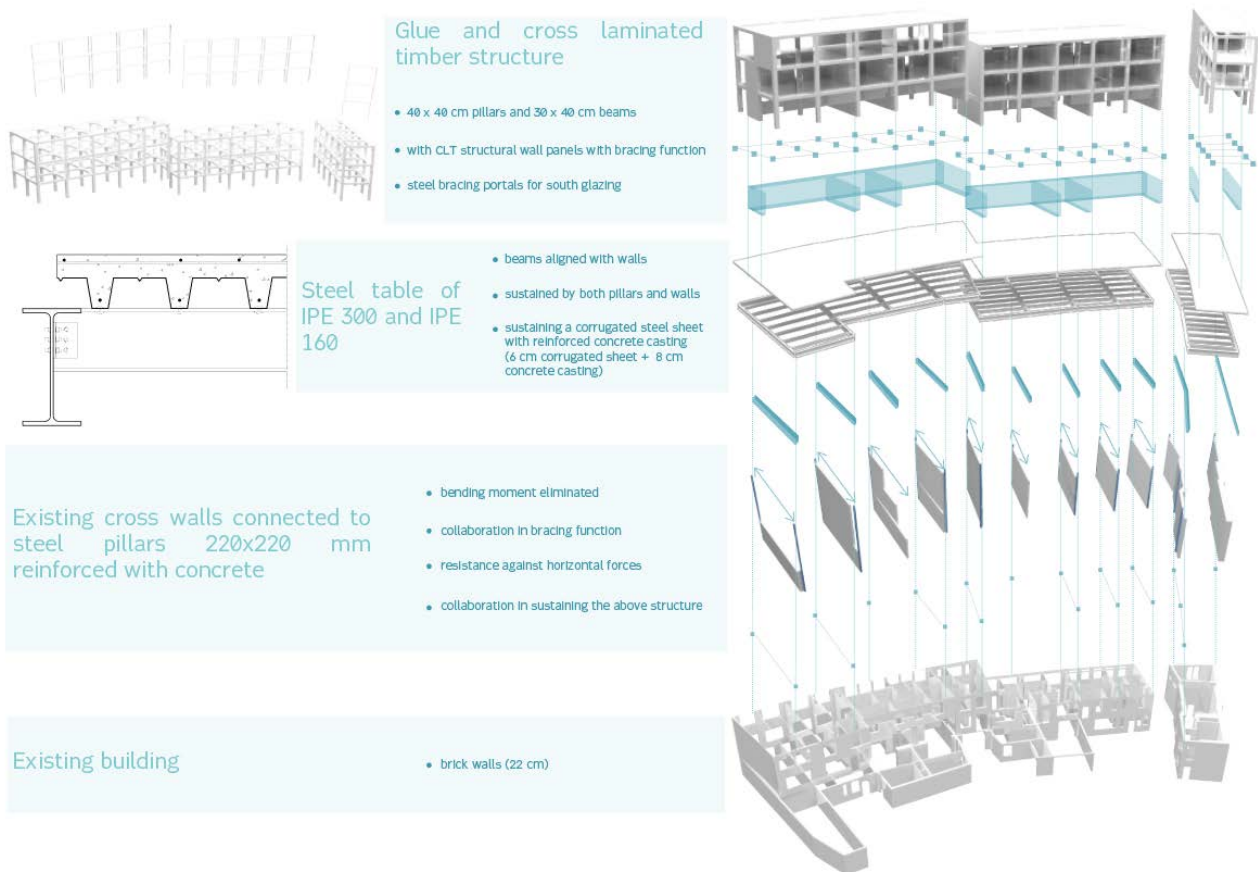 Glue and cross laminated
timber structure
• 40 x 40 cm pillars and 30 x 40 cm beams
• with CLT structural wall panels with bracing function
• steel bracing portals for south glazing
Steel table of
IPE 300 and IPE
160
• beams aligned with walls
• sustained by both pillars and walls
• sustaining a corrugated steel sheet
with reinforced concrete casting
(6 cm corrugated sheet + 8 cm
concrete casting)
Existing cross walls connected to
steel pillars 220x220 mm
reinforced with concrete
• bending moment eliminated
• collaboration in bracing function
• resistance against horizontal forces
• collaboration in sustaining the above structure
Existing building
• brick walls (22 cm)